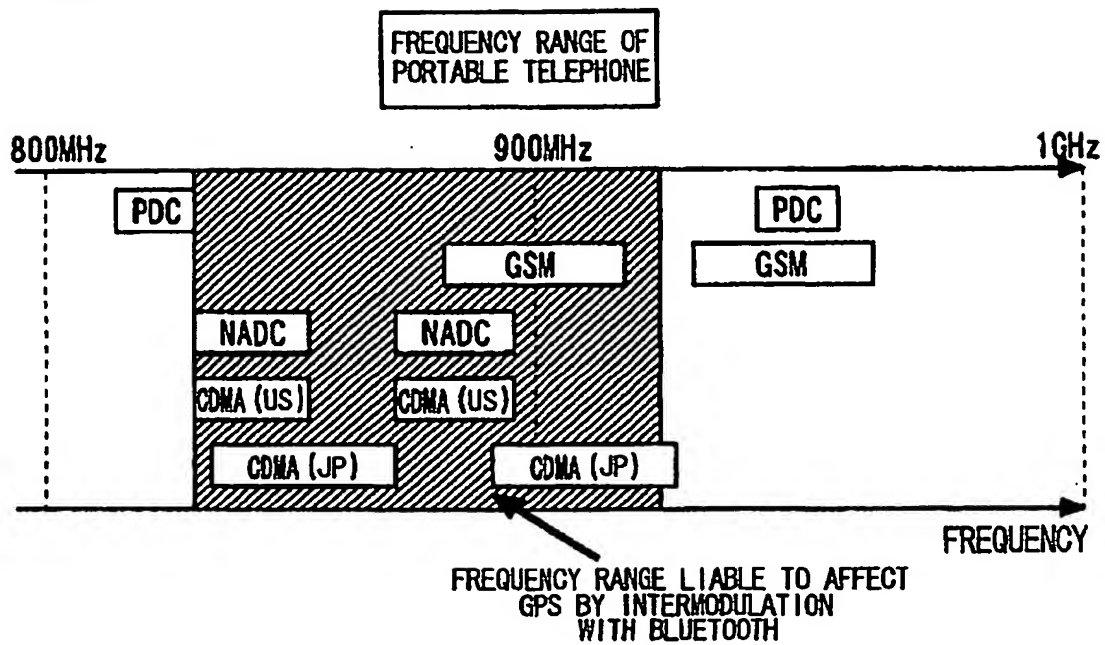 FREQUENCY RANGE OF
PORTABLE TELEPHONE
800MHz 900MHz 1GHz
PDC PDC
GSM GSM
NADC NADC
CDMA (US) CDMA (US)
CDMA (JP) CDMA (JP)
FREQUENCY
FREQUENCY RANGE LIABLE TO AFFECT
GPS BY INTERMODULATION
WITH BLUETOOTH